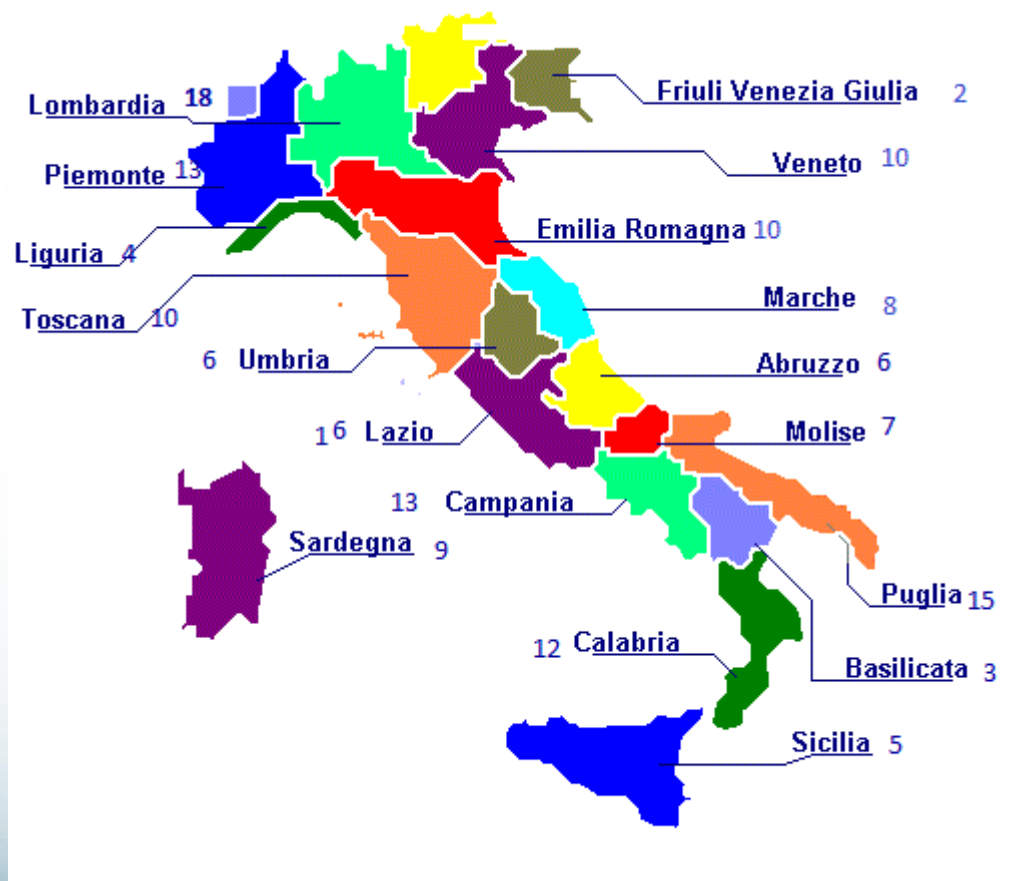 Lombardia 18
Friuli Venezia Giulia 2
Veneto 10
Piemonte 13
Emilia Romagna 10
Liguria 4
Marche 8
Toscana 10
Umbria 6
Abruzzo 6
Lazio 16
Molise 7
Campania 13
Sardegna 9
Puglia 15
Calabria 12
Basilicata 3
Sicilia 5